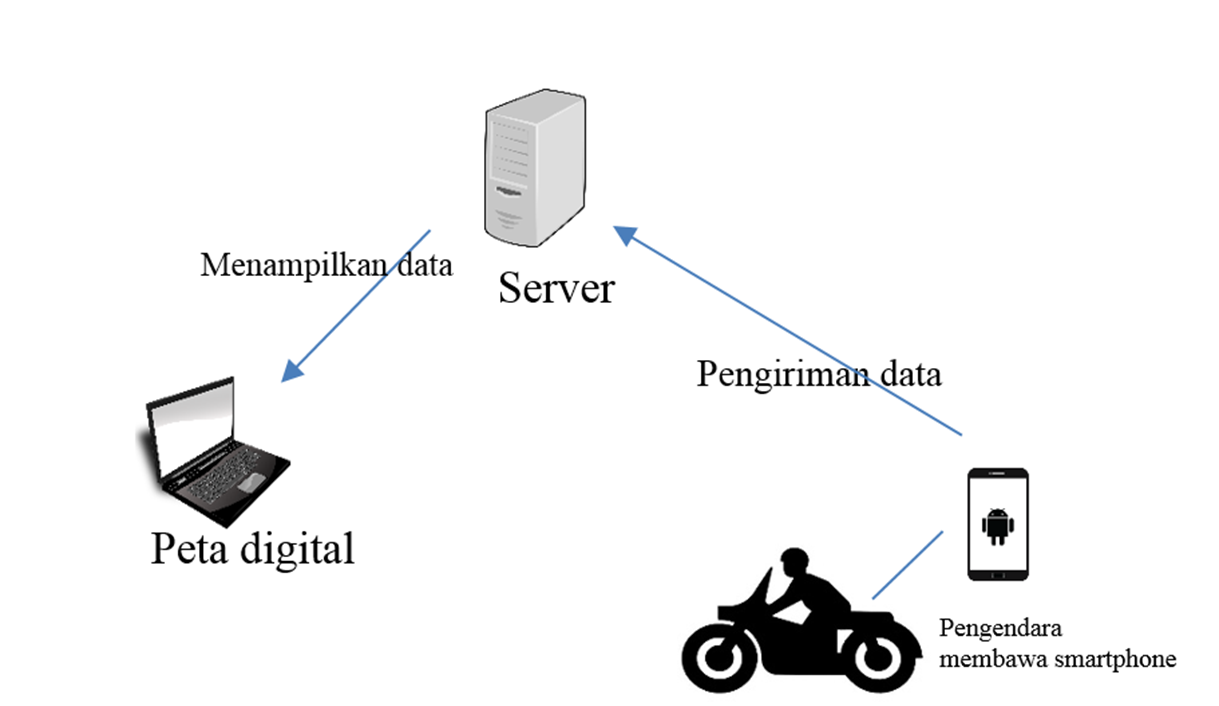 Menampilkan data
Server
Pengiriman data
Peta digital
Pengendara
membawa smartphone